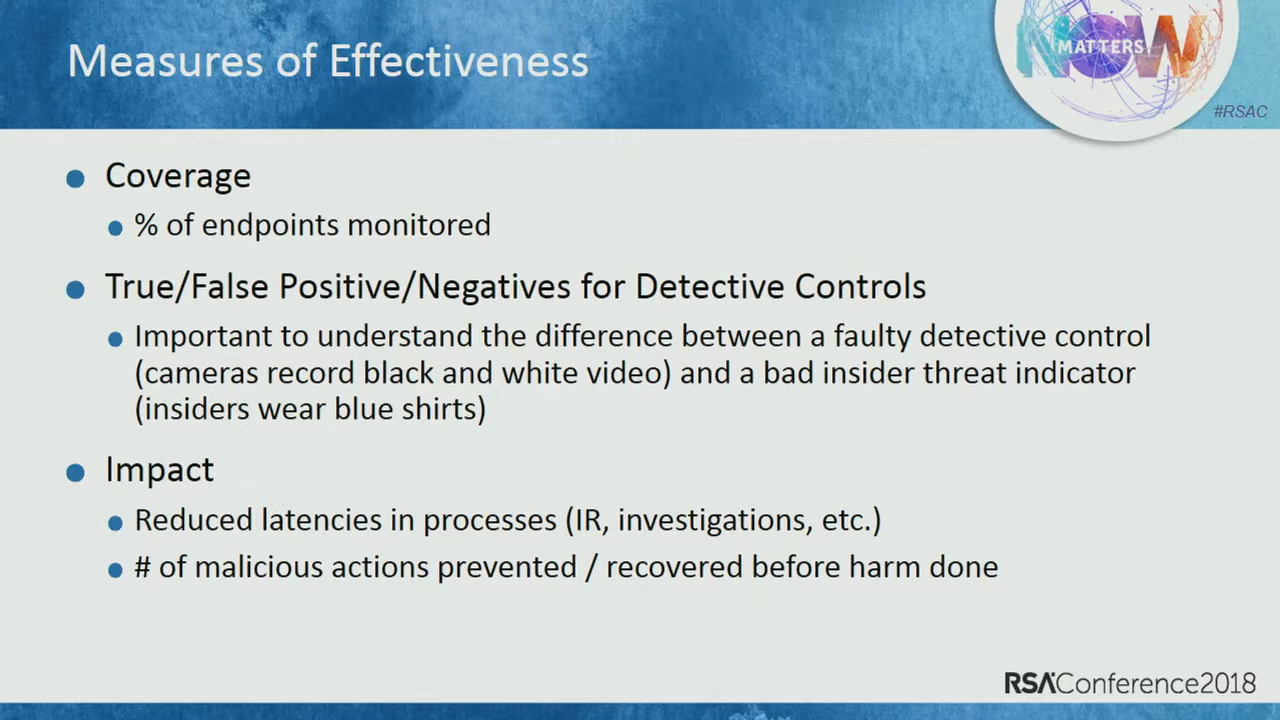 Measures of Effectiveness
NOW
MATTERS
#RSAC
Coverage
% of endpoints monitored
True/False Positive/Negatives for Detective Controls
Important to understand the difference between a faulty detective control
(cameras record black and white video) and a bad insider threat indicator
(insiders wear blue shirts)
Impact
Reduced latencies in processes (IR, investigations, etc.)
# of malicious actions prevented / recovered before harm done
RSAConference2018